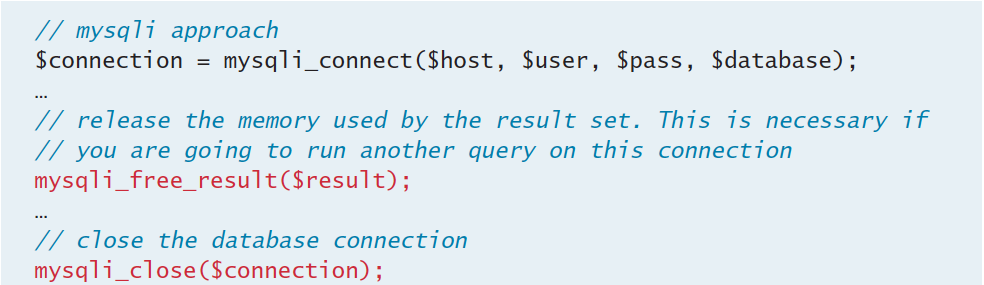 // mysqli approach
$connection = mysqli_connect($host, $user, $pass, $database);
…
// release the memory used by the result set. This is necessary if
// you are going to run another query on this connection
mysqli_free_result($result);
…
// close the database connection
mysqli_close($connection);